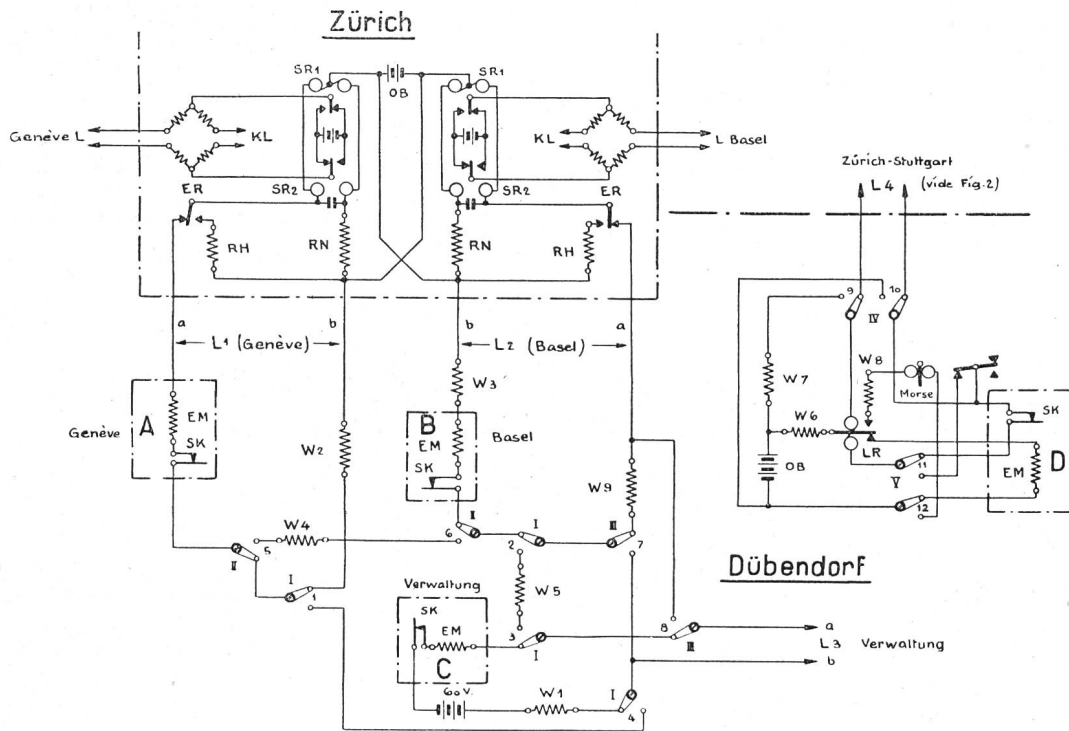 Zürich
SR1
OB
SR1
Genève L
KL
KL
L Basel
SR2
SR2
ER
ER
RH
RN
RN
RH
Zürich-Stuttgart
L4
(vide Fig.2)
a
b
b
a
L1 (Genève)
L2 (Basel)
9
10
IV
W8
Morse
W7
W6
LR
OB
SK
11
V
EM
D
12
Genève
A
EM
SK
W2
W3
B
EM
SK
Basel
W9
W4
5
II
6
II
I
2
III
7
I
1
W5
Verwaltung
SK
EM
C
3
I
8
III
Dübendorf
a
L3 Verwaltung
b
60 V.
W1
I
4